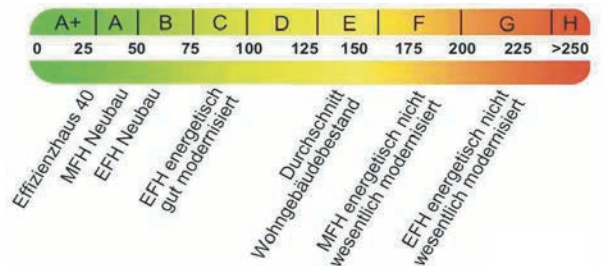 A+ A B C D E F G H
0 25 50 75 100 125 150 175 200 225 >250
Effizienzhaus 40
MFH Neubau
EFH Neubau
EFH energetisch
gut modernisiert
Durchschnitt
Wohngebäudebestand
MFH energetisch nicht
wesentlich modernisiert
EFH energetisch nicht
wesentlich modernisiert